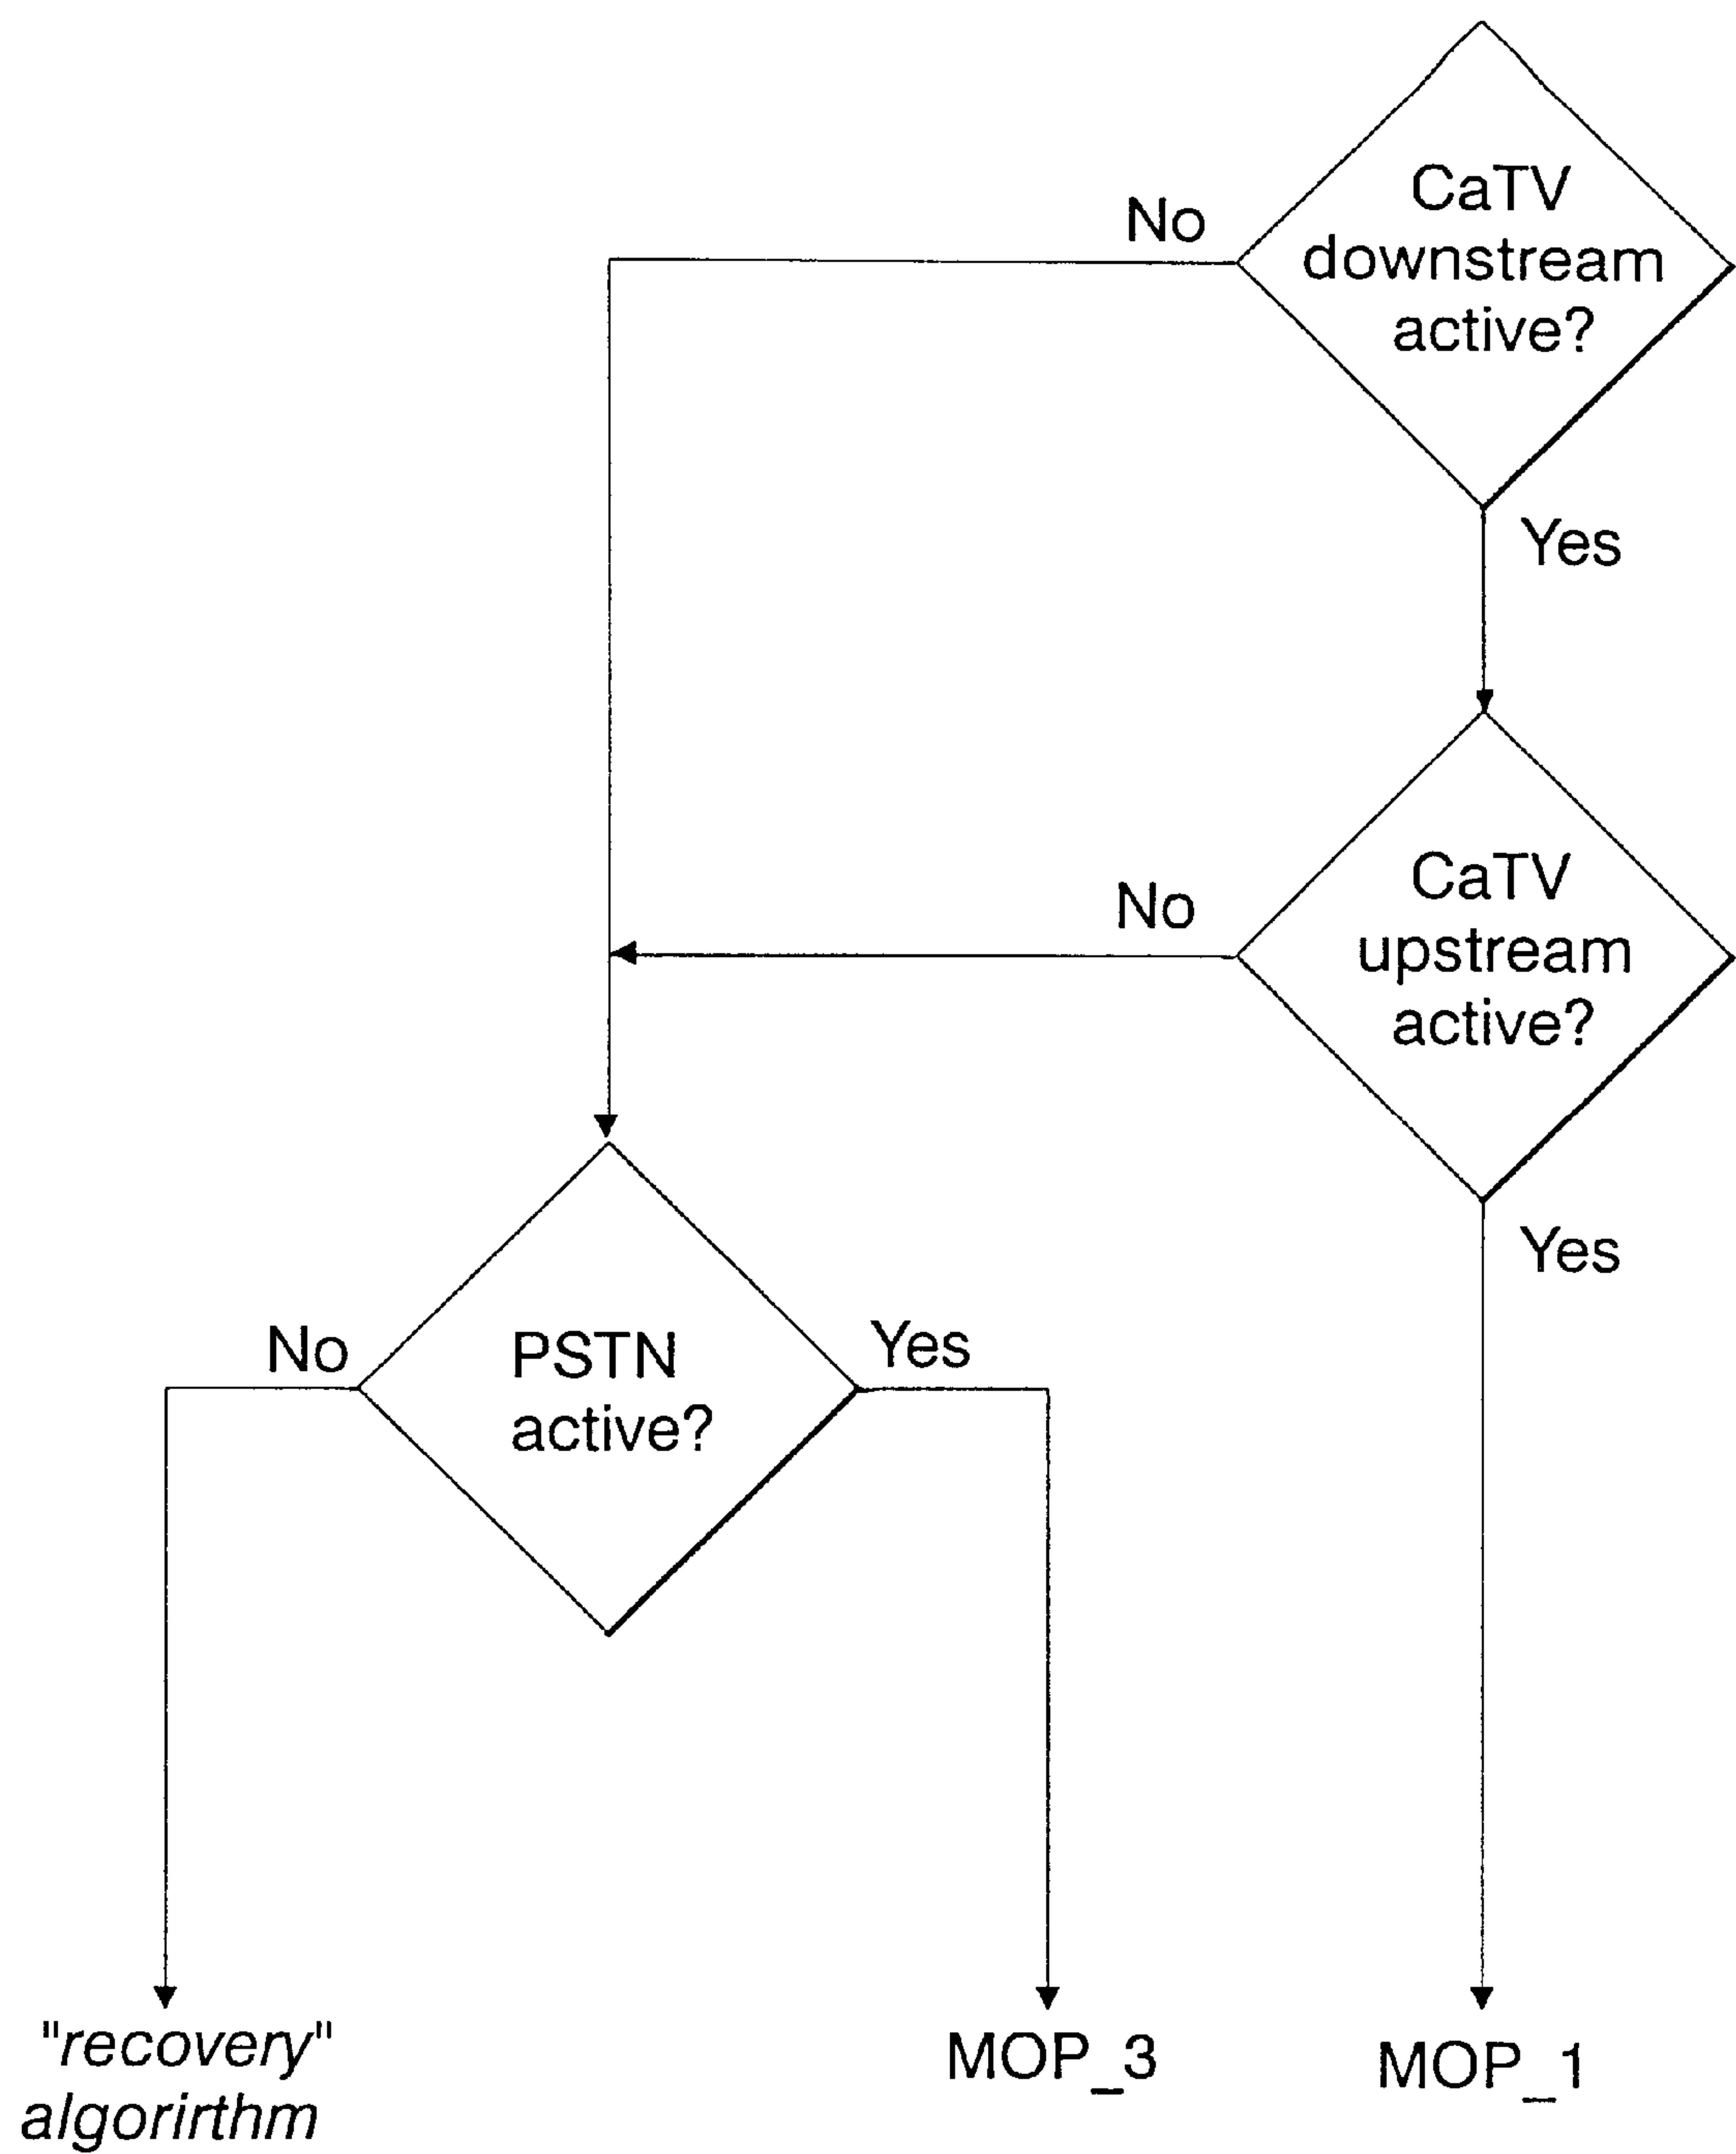 CaTV
downstream
active?
No
Yes
CaTV
upstream
active?
No
Yes
PSTN
active?
No
Yes
"recovery"
algorirthm
MOP_3
MOP_1